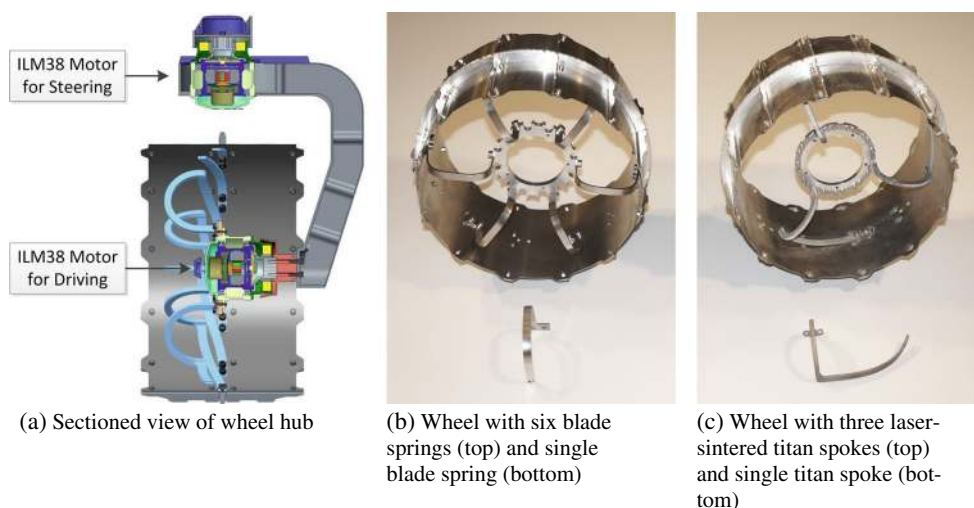 ILM38 Motor
for Steering
ILM38 Motor
for Driving
(a) Sectioned view of wheel hub
(b) Wheel with six blade
springs (top) and single
blade spring (bottom)
(c) Wheel with three laser-
sintered titan spokes (top)
and single titan spoke (bot-
tom)